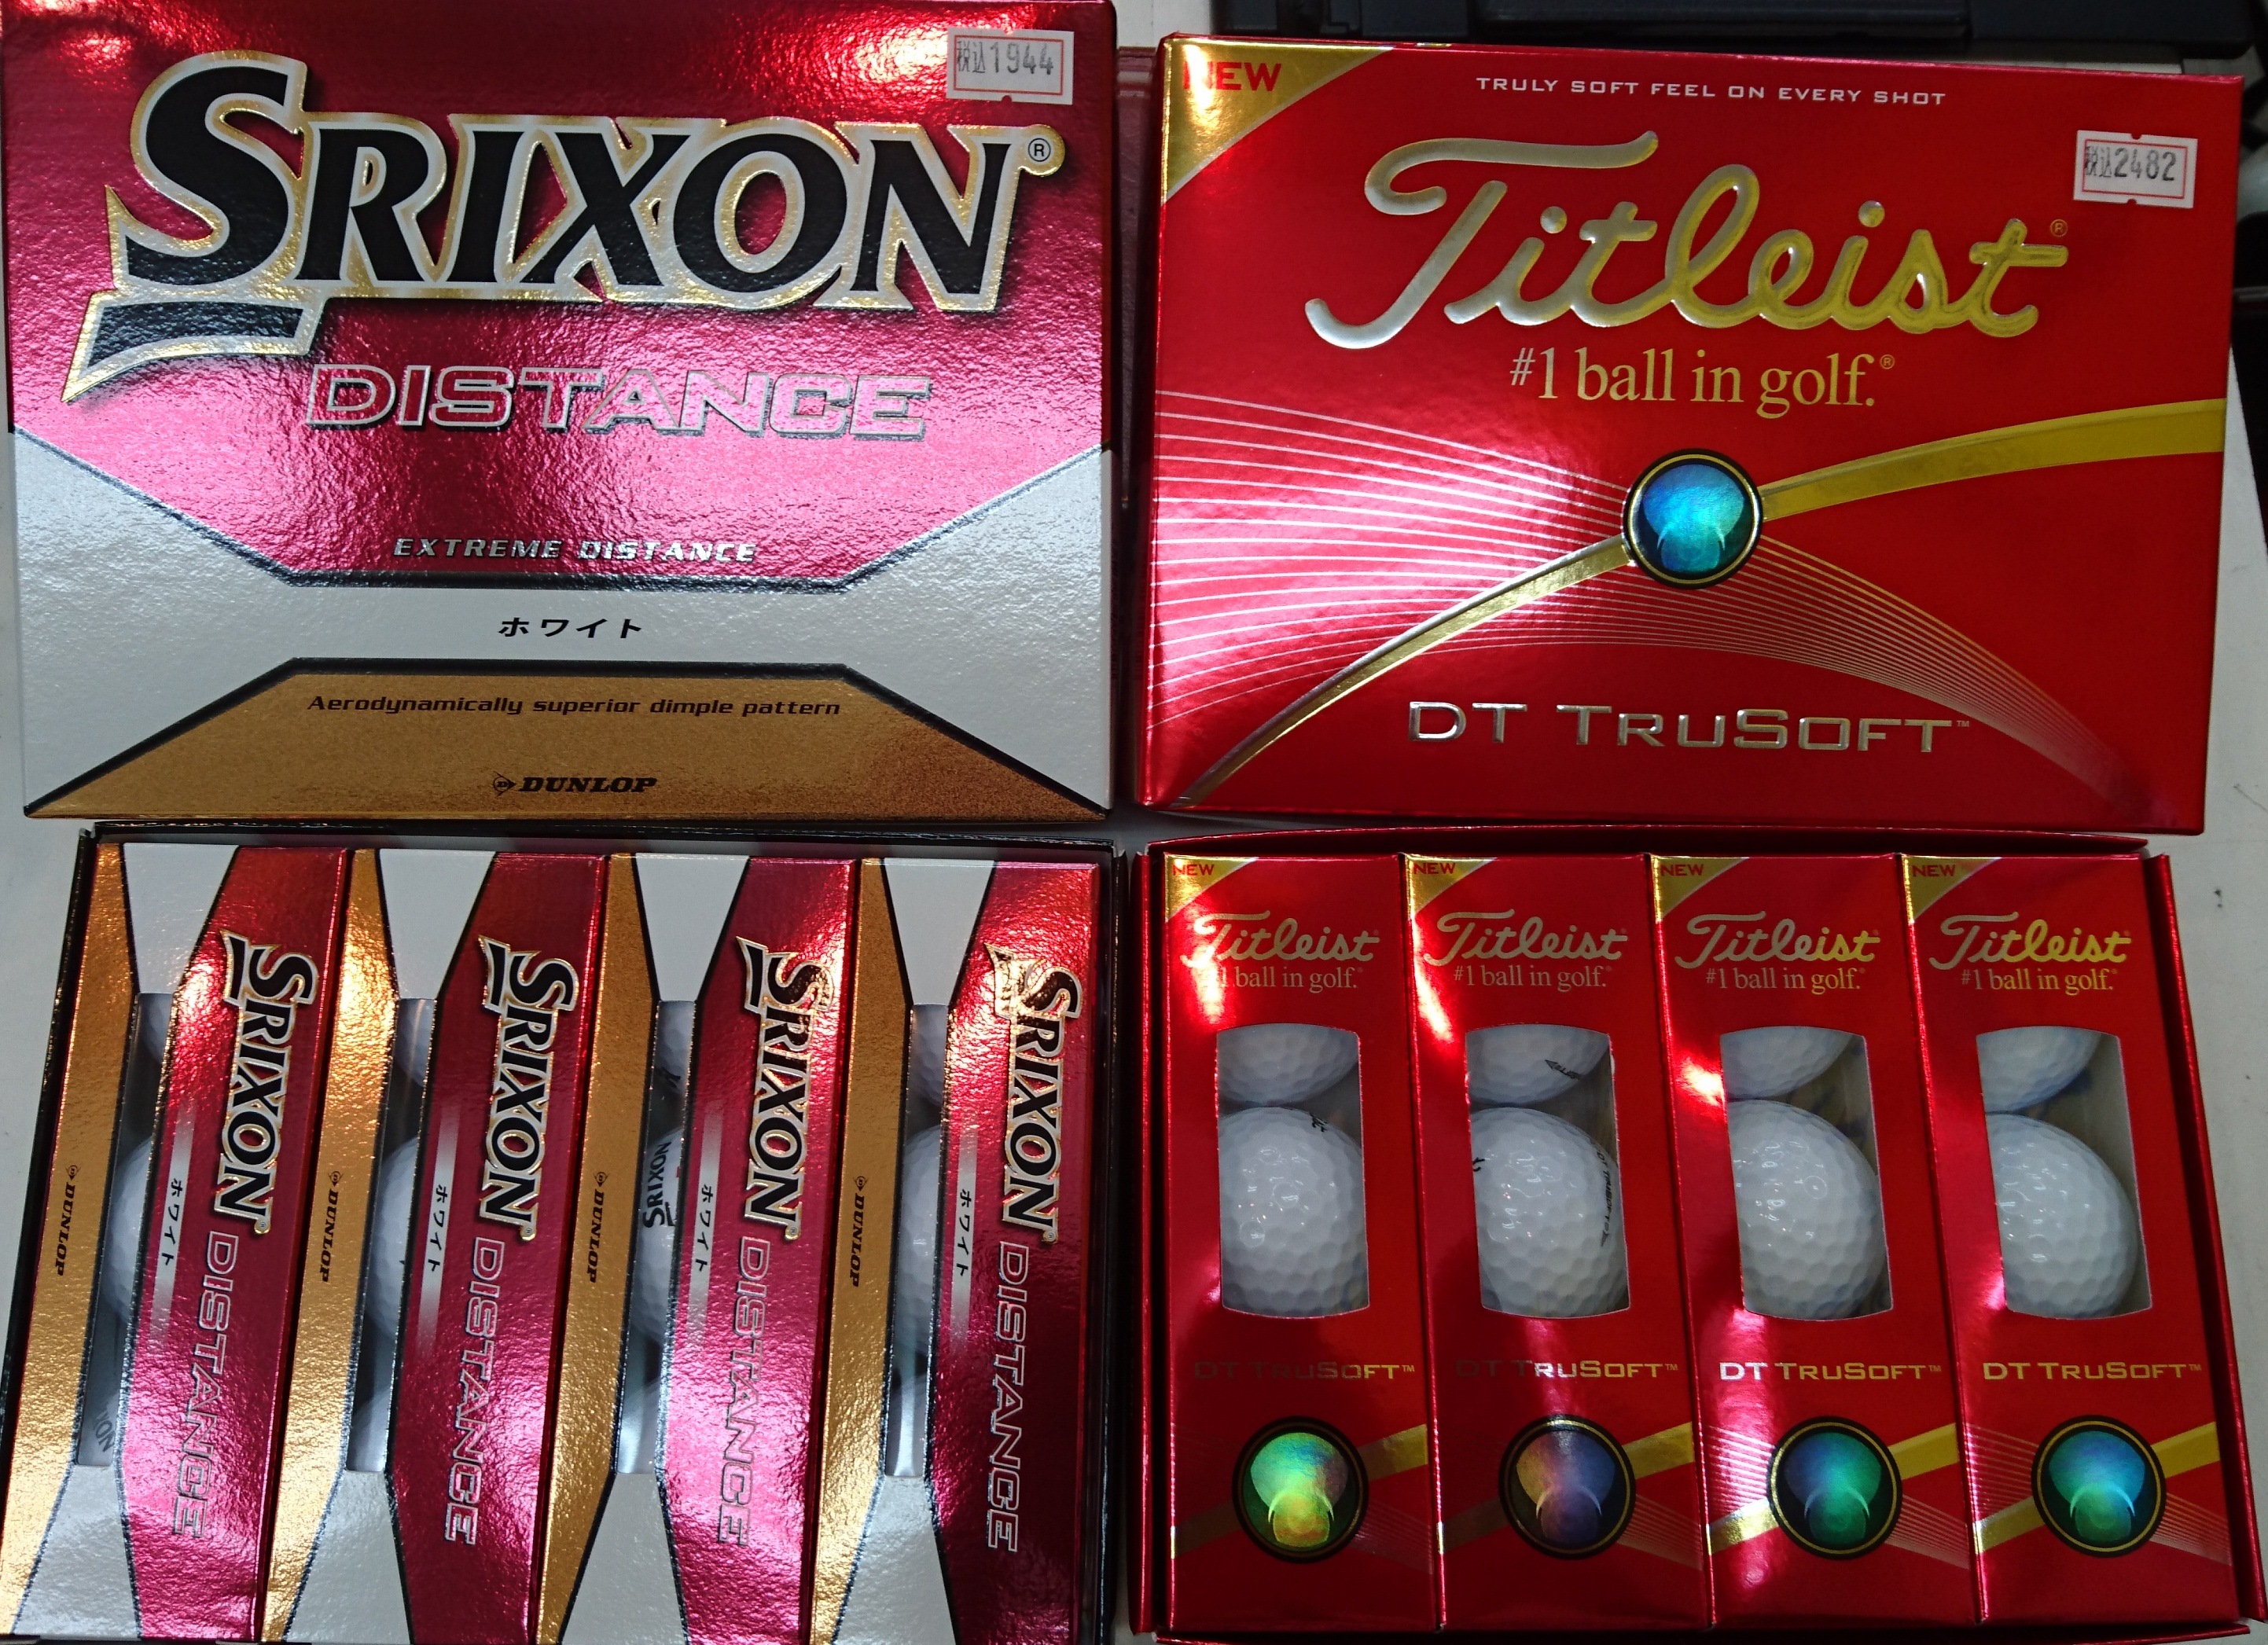 税込1944
SRIXON®
DISTANCE
EXTREME DISTANCE
ホワイト
Aerodynamically superior dimple pattern
DUNLOP
NEW
TRULY SOFT FEEL ON EVERY SHOT
税込2482
Titleist®
#1 ball in golf.®
DT TRUSOFT™
DUNLOP
ホワイト
SRIXON®
DISTANCE
DUNLOP
ホワイト
SRIXON®
DISTANCE
DUNLOP
SRIXON
ホワイト
SRIXON®
DISTANCE
DUNLOP
ホワイト
SRIXON®
DISTANCE
NEW
Titleist®
#1 ball in golf.®
DT TRUSOFT™
NEW
Titleist®
#1 ball in golf.®
DT TRUSOFT™
NEW
Titleist®
#1 ball in golf.®
DT TRUSOFT™
NEW
Titleist®
#1 ball in golf.®
DT TRUSOFT™